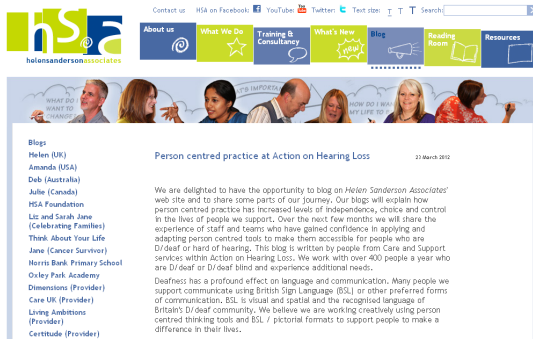 Contact us HSA on Facebook: YouTube: Twitter: Text size: T T T Search:
hsa
helensandersonassociates
About us
What We Do
Training & Consultancy
What's New
new
Blog
Reading Room
Resources
WHAT DO I WANT TO CHANGE?
IT'S IMPORTANT
HOW DO I
WANT MY
Blogs
Helen (UK)
Amanda (USA)
Deb (Australia)
Julie (Canada)
HSA Foundation
Liz and Sarah Jane
(Celebrating Families)
Think About Your Life
Jane (Cancer Survivor)
Norris Bank Primary School
Oxley Park Academy
Dimensions (Provider)
Care UK (Provider)
Living Ambitions
(Provider)
Certitude (Provider)
Person centred practice at Action on Hearing Loss 23 March 2012
We are delighted to have the opportunity to blog on Helen Sanderson Associates'
web site and to share some parts of our journey. Our blogs will explain how
person centred practice has increased levels of independence, choice and control
in the lives of people we support. Over the next few months we will share the
experience of staff and teams who have gained confidence in applying and
adapting person centred tools to make them accessible for people who are
D/deaf or hard of hearing. This blog is written by people from Care and Support
services within Action on Hearing Loss. We work with over 400 people a year who
are D/deaf or D/deaf blind and experience additional needs.
Deafness has a profound effect on language and communication. Many people we
support communicate using British Sign Language (BSL) or other preferred forms
of communication. BSL is visual and spatial and the recognised language of
Britain's D/deaf community. We believe we are working creatively using person
centred thinking tools and BSL / pictorial formats to support people to make a
difference in their lives.